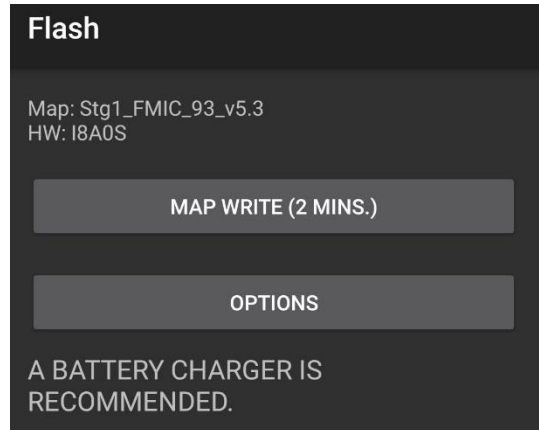 Flash
Map: Stg1_FMIC_93_v5.3
HW: I8A0S
MAP WRITE (2 MINS.)
OPTIONS
A BATTERY CHARGER IS
RECOMMENDED.